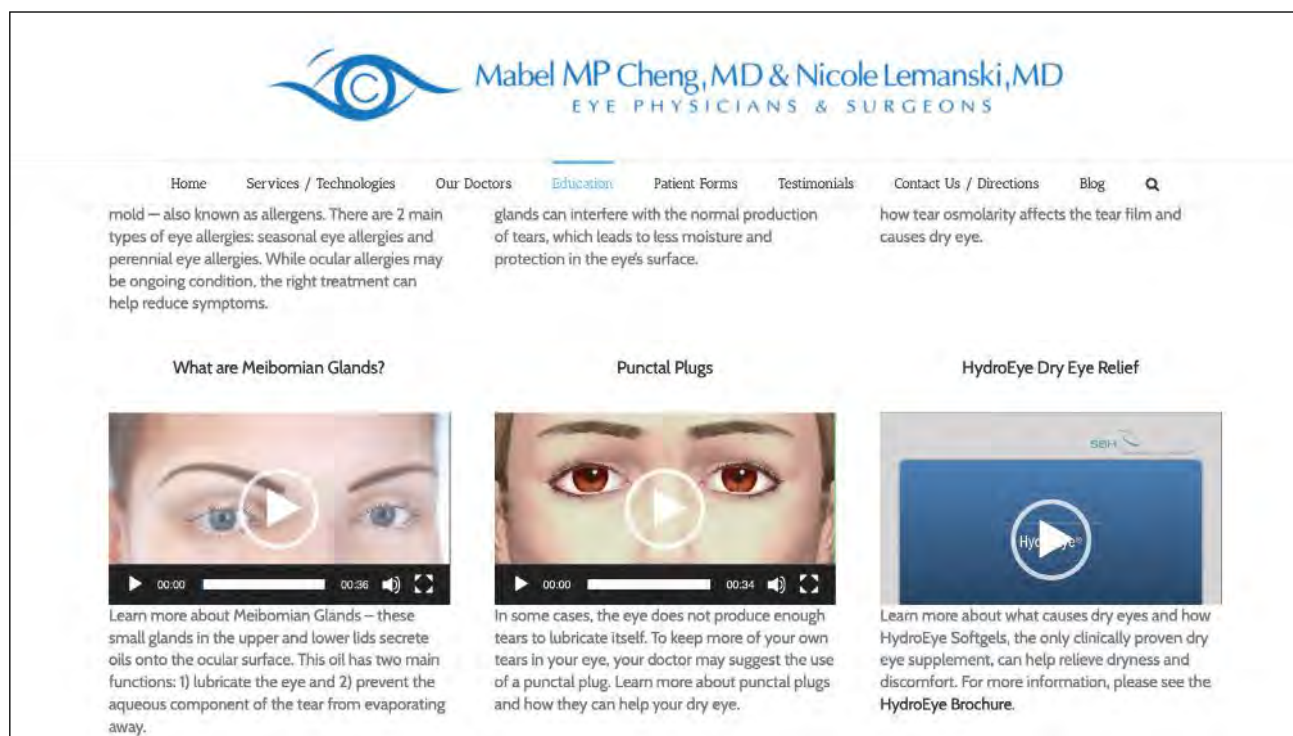 Mabel MP Cheng, MD & Nicole Lemanski, MD
EYE PHYSICIANS & SURGEONS
Home Services / Technologies Our Doctors Education Patient Forms Testimonials Contact Us / Directions Blog
mold — also known as allergens. There are 2 main
types of eye allergies: seasonal eye allergies and
perennial eye allergies. While ocular allergies may
be ongoing condition, the right treatment can
help reduce symptoms.
glands can interfere with the normal production
of tears, which leads to less moisture and
protection in the eye's surface.
how tear osmolarity affects the tear film and
causes dry eye.
What are Meibomian Glands?
00:00 00:36
Learn more about Meibomian Glands – these
small glands in the upper and lower lids secrete
oils onto the ocular surface. This oil has two main
functions: 1) lubricate the eye and 2) prevent the
aqueous component of the tear from evaporating
away.
Punctal Plugs
00:00 00:34
In some cases, the eye does not produce enough
tears to lubricate itself. To keep more of your own
tears in your eye, your doctor may suggest the use
of a punctal plug. Learn more about punctal plugs
and how they can help your dry eye.
HydroEye Dry Eye Relief
SBH
HydroEye®
Learn more about what causes dry eyes and how
HydroEye Softgels, the only clinically proven dry
eye supplement, can help relieve dryness and
discomfort. For more information, please see the
HydroEye Brochure.